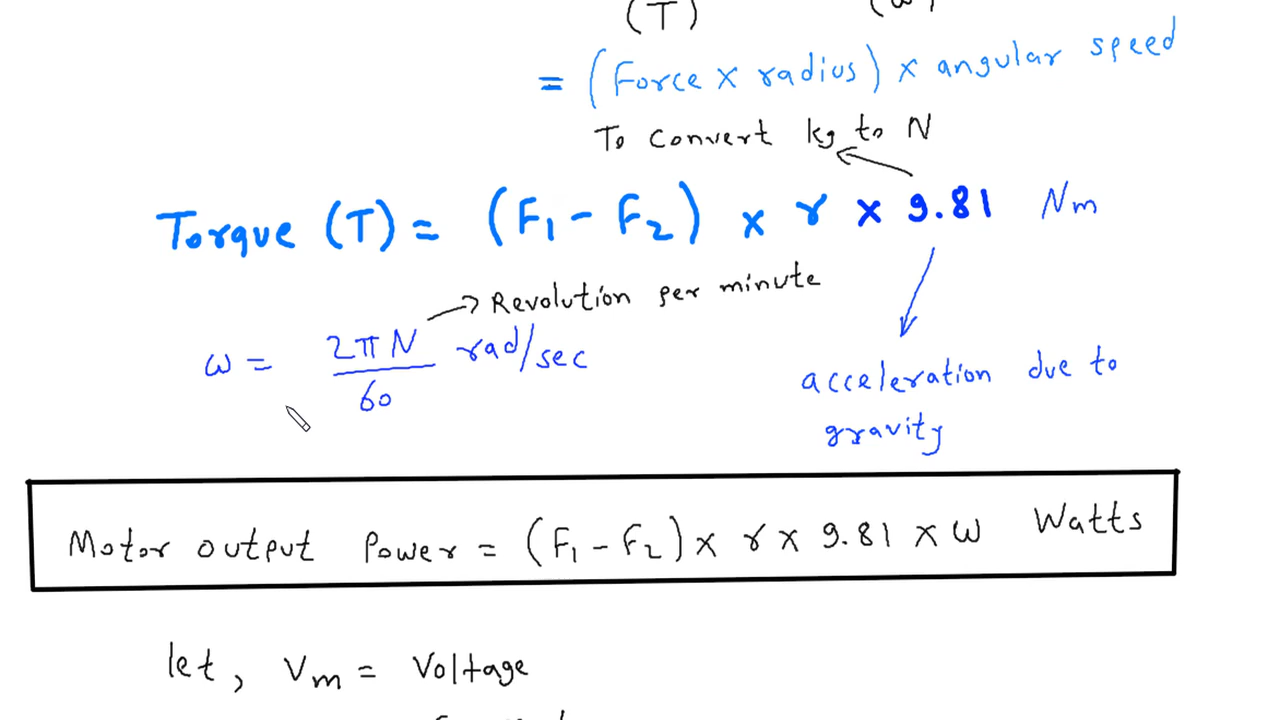 (T) (ω)
= (Force × radius) × angular speed
To convert kg to N
Torque (T) = (F₁ - F₂) × r × 9.81 Nm
→ Revolution per minute
ω = 2πN/60 rad/sec
acceleration due to
gravity
Motor output Power = (F₁ - F₂) × r × 9.81 × ω Watts
let, Vm = Voltage